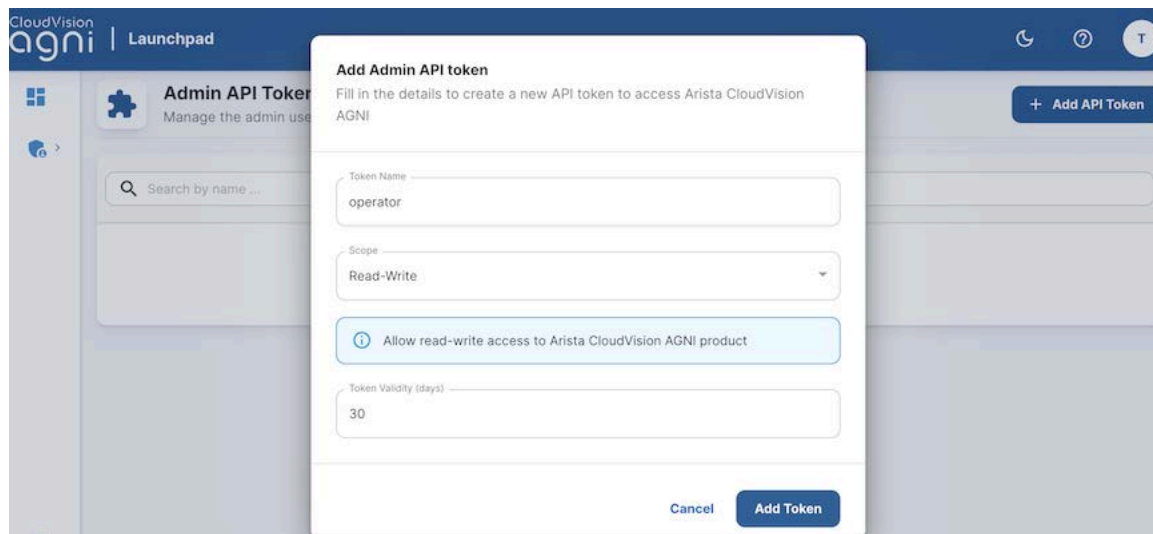 CloudVision
agni | Launchpad
T
Admin API Token
Manage the admin use
+ Add API Token
Search by name ...
Add Admin API token
Fill in the details to create a new API token to access Arista CloudVision
AGNI
Token Name
operator
Scope
Read-Write
Allow read-write access to Arista CloudVision AGNI product
Token Validity (days)
30
Cancel
Add Token